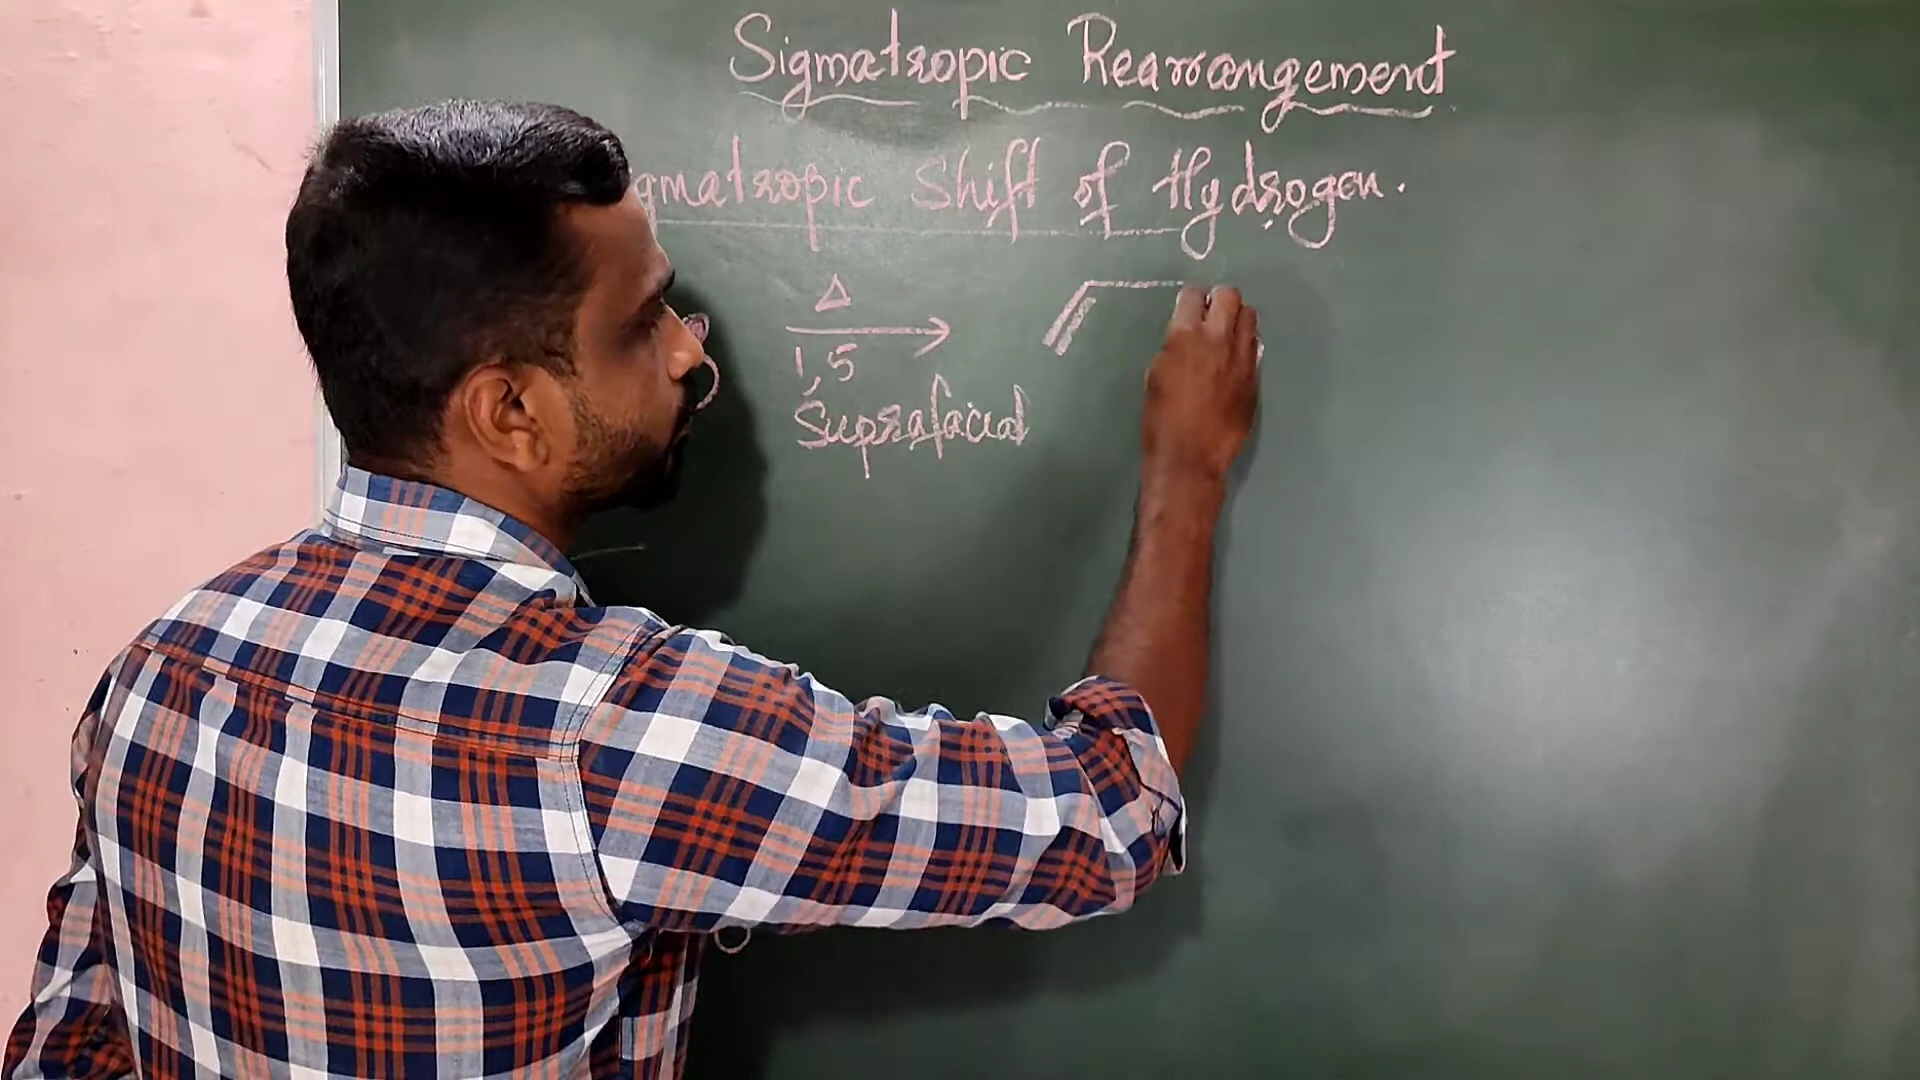 Sigmatropic Rearrangement
gmatropic Shift of Hydrogen.
Δ
1,5
Suprafacial